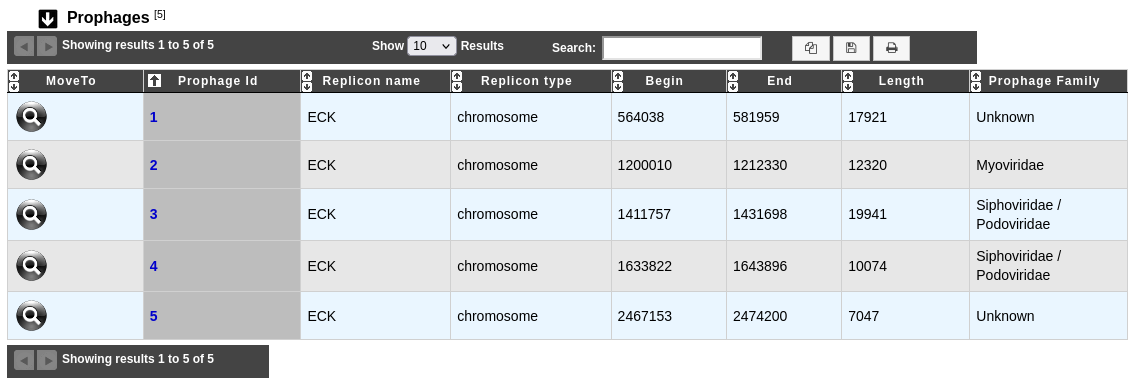 Prophages [5]
Showing results 1 to 5 of 5 Show 10 Results Search:
MoveTo Prophage Id Replicon name Replicon type Begin End Length Prophage Family
1 ECK chromosome 564038 581959 17921 Unknown
2 ECK chromosome 1200010 1212330 12320 Myoviridae
3 ECK chromosome 1411757 1431698 19941 Siphoviridae /
Podoviridae
4 ECK chromosome 1633822 1643896 10074 Siphoviridae /
Podoviridae
5 ECK chromosome 2467153 2474200 7047 Unknown
Showing results 1 to 5 of 5